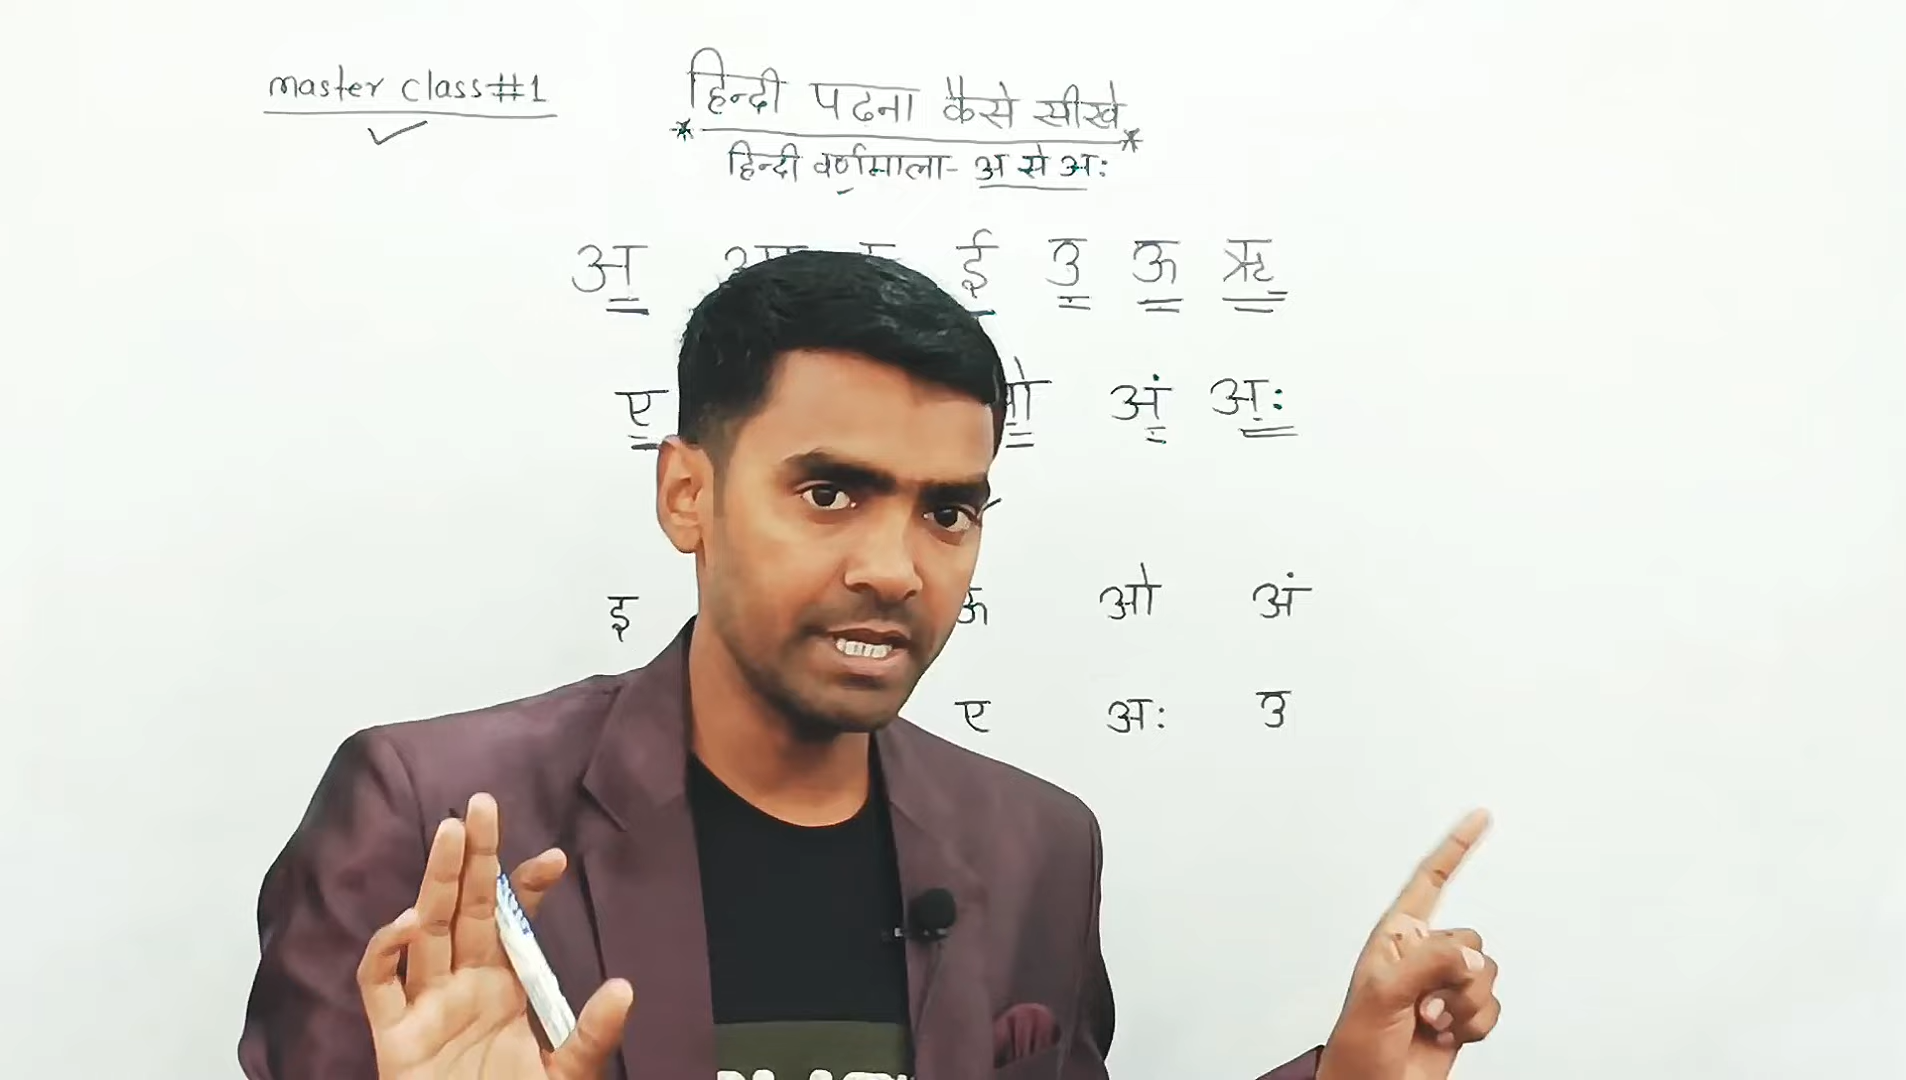 master class #1
हिन्दी पढना कैसे सीखे
हिन्दी वर्णमाला - अ से अः
अ ई उ ऊ ऋ
ए अं अः
इ ऊ ओ अं
ए अः उ